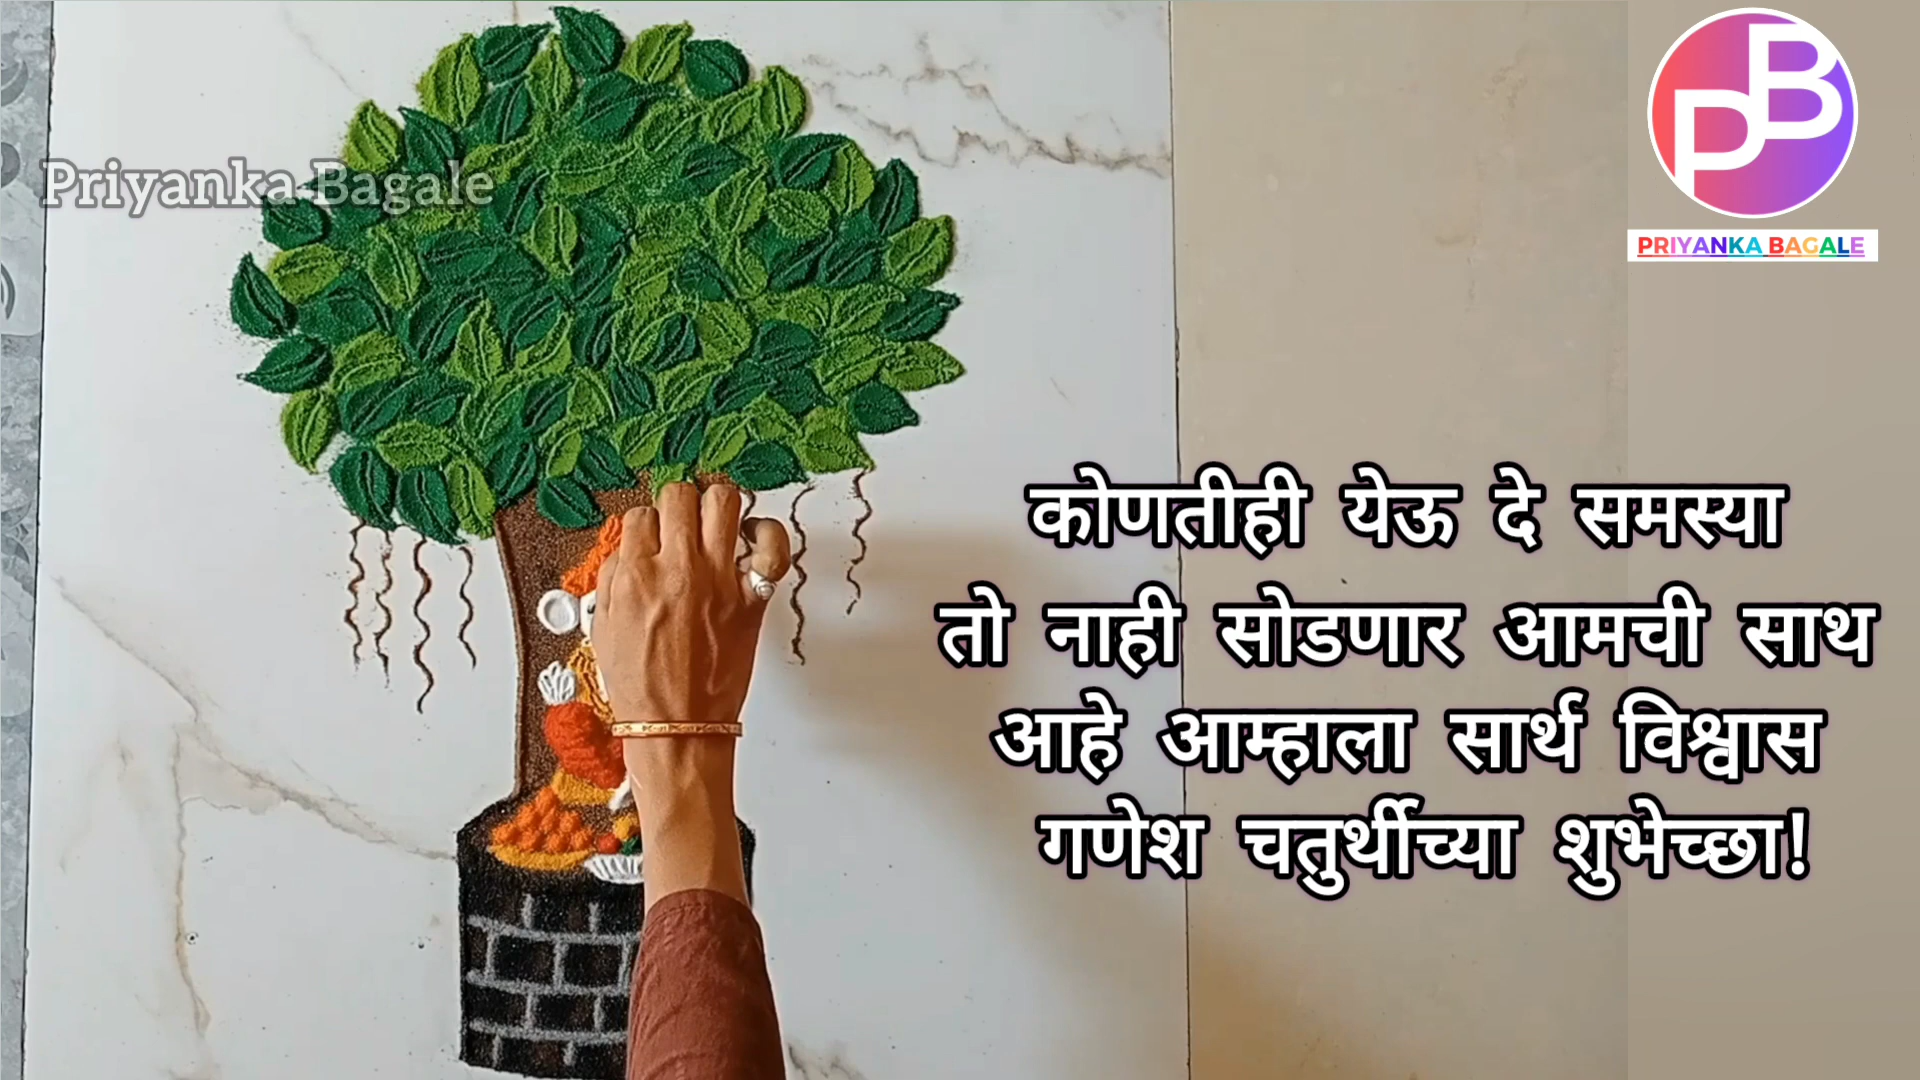 Priyanka Bagale
PB
PRIYANKA BAGALE
कोणतीही येऊ दे समस्या
तो नाही सोडणार आमची साथ
आहे आम्हाला सार्थ विश्वास
गणेश चतुर्थीच्या शुभेच्छा!